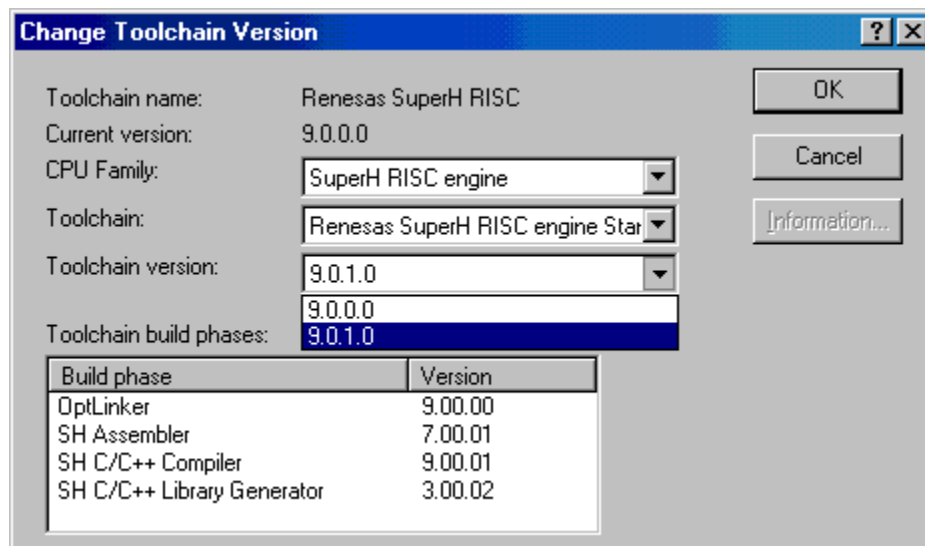 Change Toolchain Version
Toolchain name: Renesas SuperH RISC
OK
Current version: 9.0.0.0
Cancel
CPU Family: SuperH RISC engine
Toolchain: Renesas SuperH RISC engine Star
Information...
Toolchain version: 9.0.1.0
9.0.0.0
9.0.1.0
Toolchain build phases:
Build phase Version
OptLinker 9.00.00
SH Assembler 7.00.01
SH C/C++ Compiler 9.00.01
SH C/C++ Library Generator 3.00.02